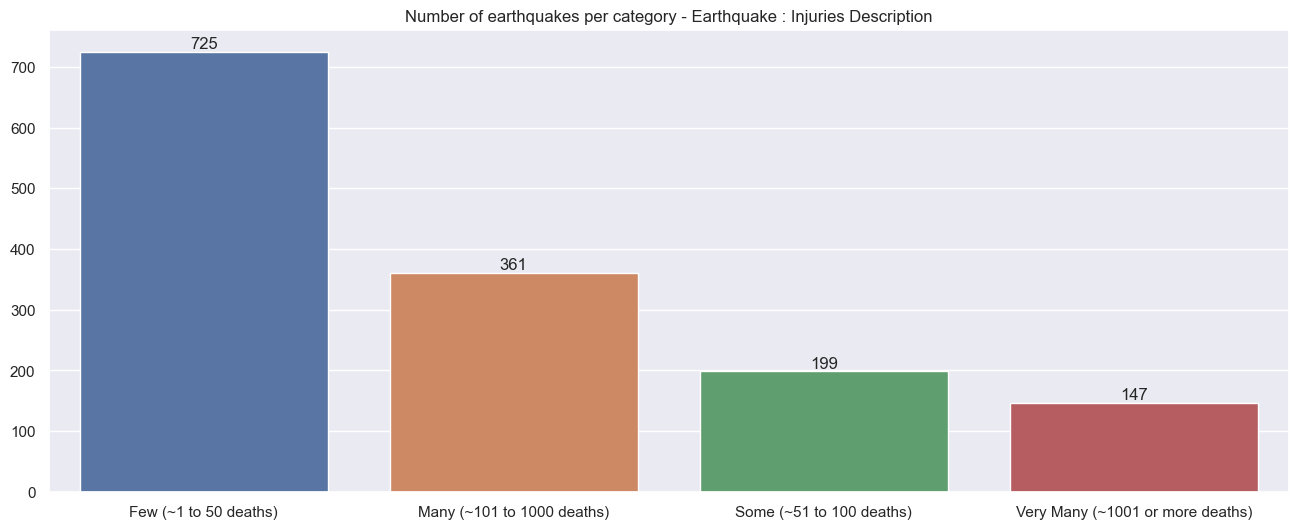 Number of earthquakes per category - Earthquake : Injuries Description
725
700
600
500
400
361
300
200
199
147
100
0
Few (~1 to 50 deaths)
Many (~101 to 1000 deaths)
Some (~51 to 100 deaths)
Very Many (~1001 or more deaths)